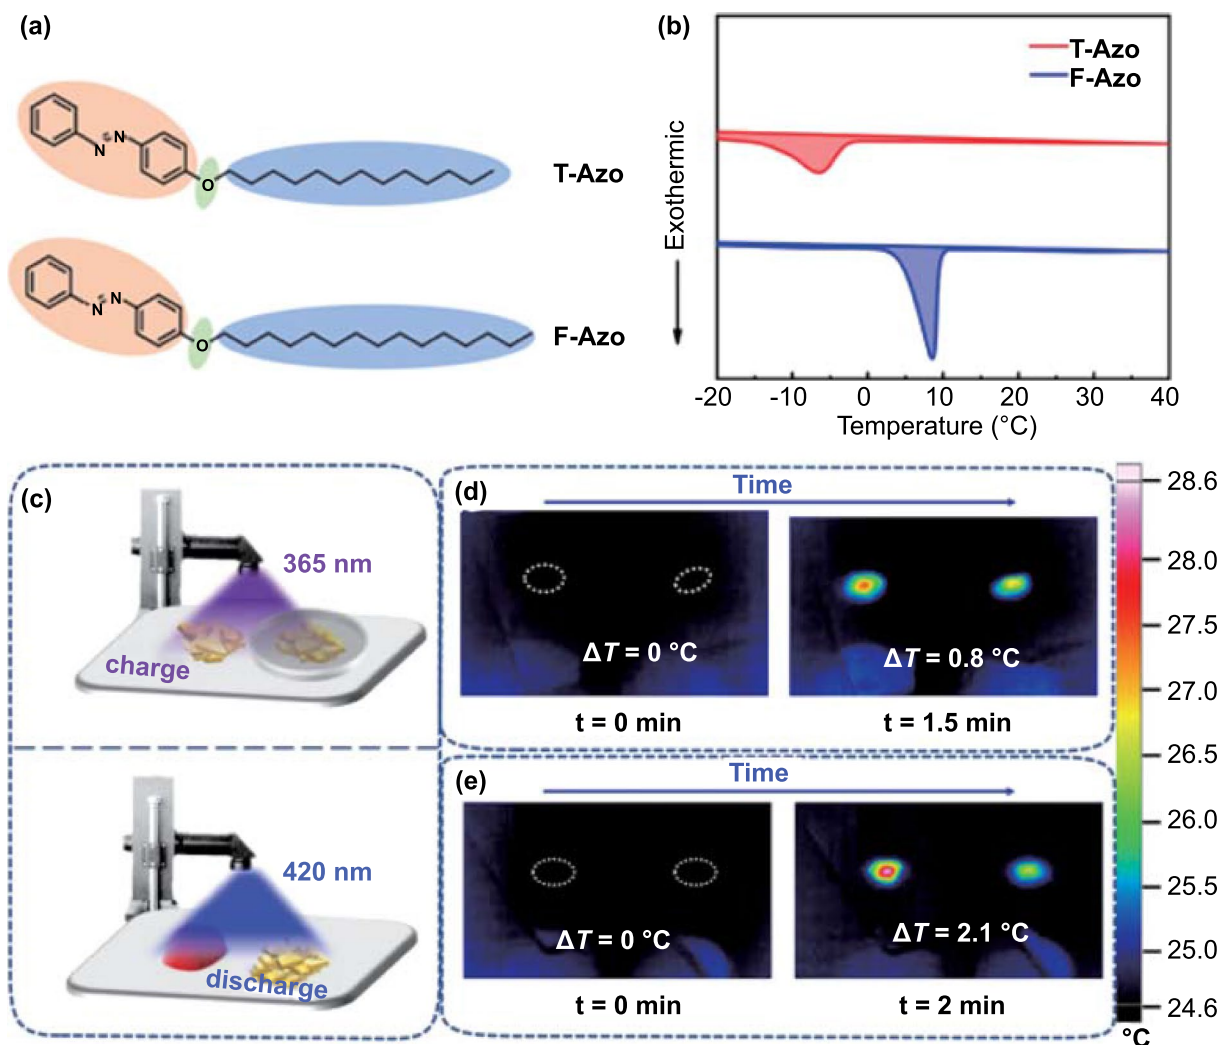 (a)
N
N
O
T-Azo
N
N
O
F-Azo
(b)
T-Azo
F-Azo
Exothermic
-20 -10 0 10 20 30 40
Temperature (°C)
(c)
365 nm
charge
420 nm
discharge
(d)
Time
ΔT = 0 °C
ΔT = 0.8 °C
t = 0 min
t = 1.5 min
(e)
Time
ΔT = 0 °C
ΔT = 2.1 °C
t = 0 min
t = 2 min
28.6
28.0
27.5
27.0
26.5
26.0
25.5
25.0
24.6
°C